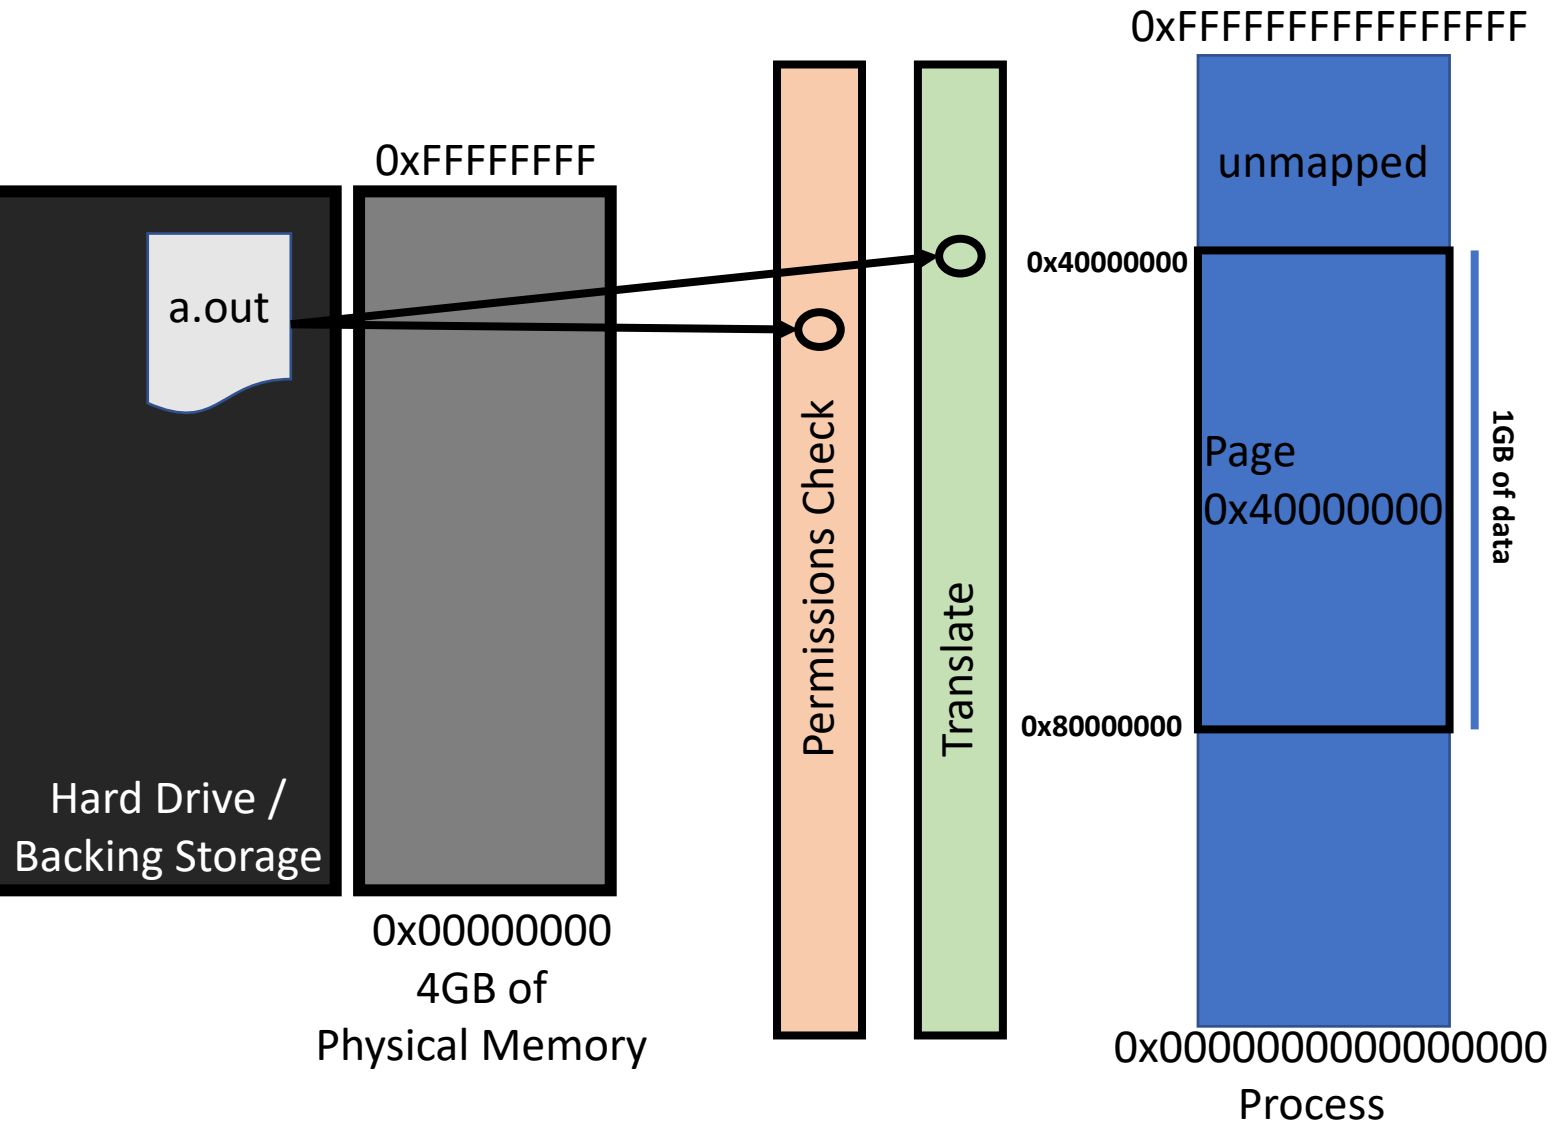 0xFFFFFFFFFFFFFFFF
0xFFFFFFFF
unmapped
a.out
0x40000000
Page
0x40000000
1GB of data
Permissions Check
Translate
0x80000000
Hard Drive /
Backing Storage
0x00000000
4GB of
Physical Memory
0x0000000000000000
Process